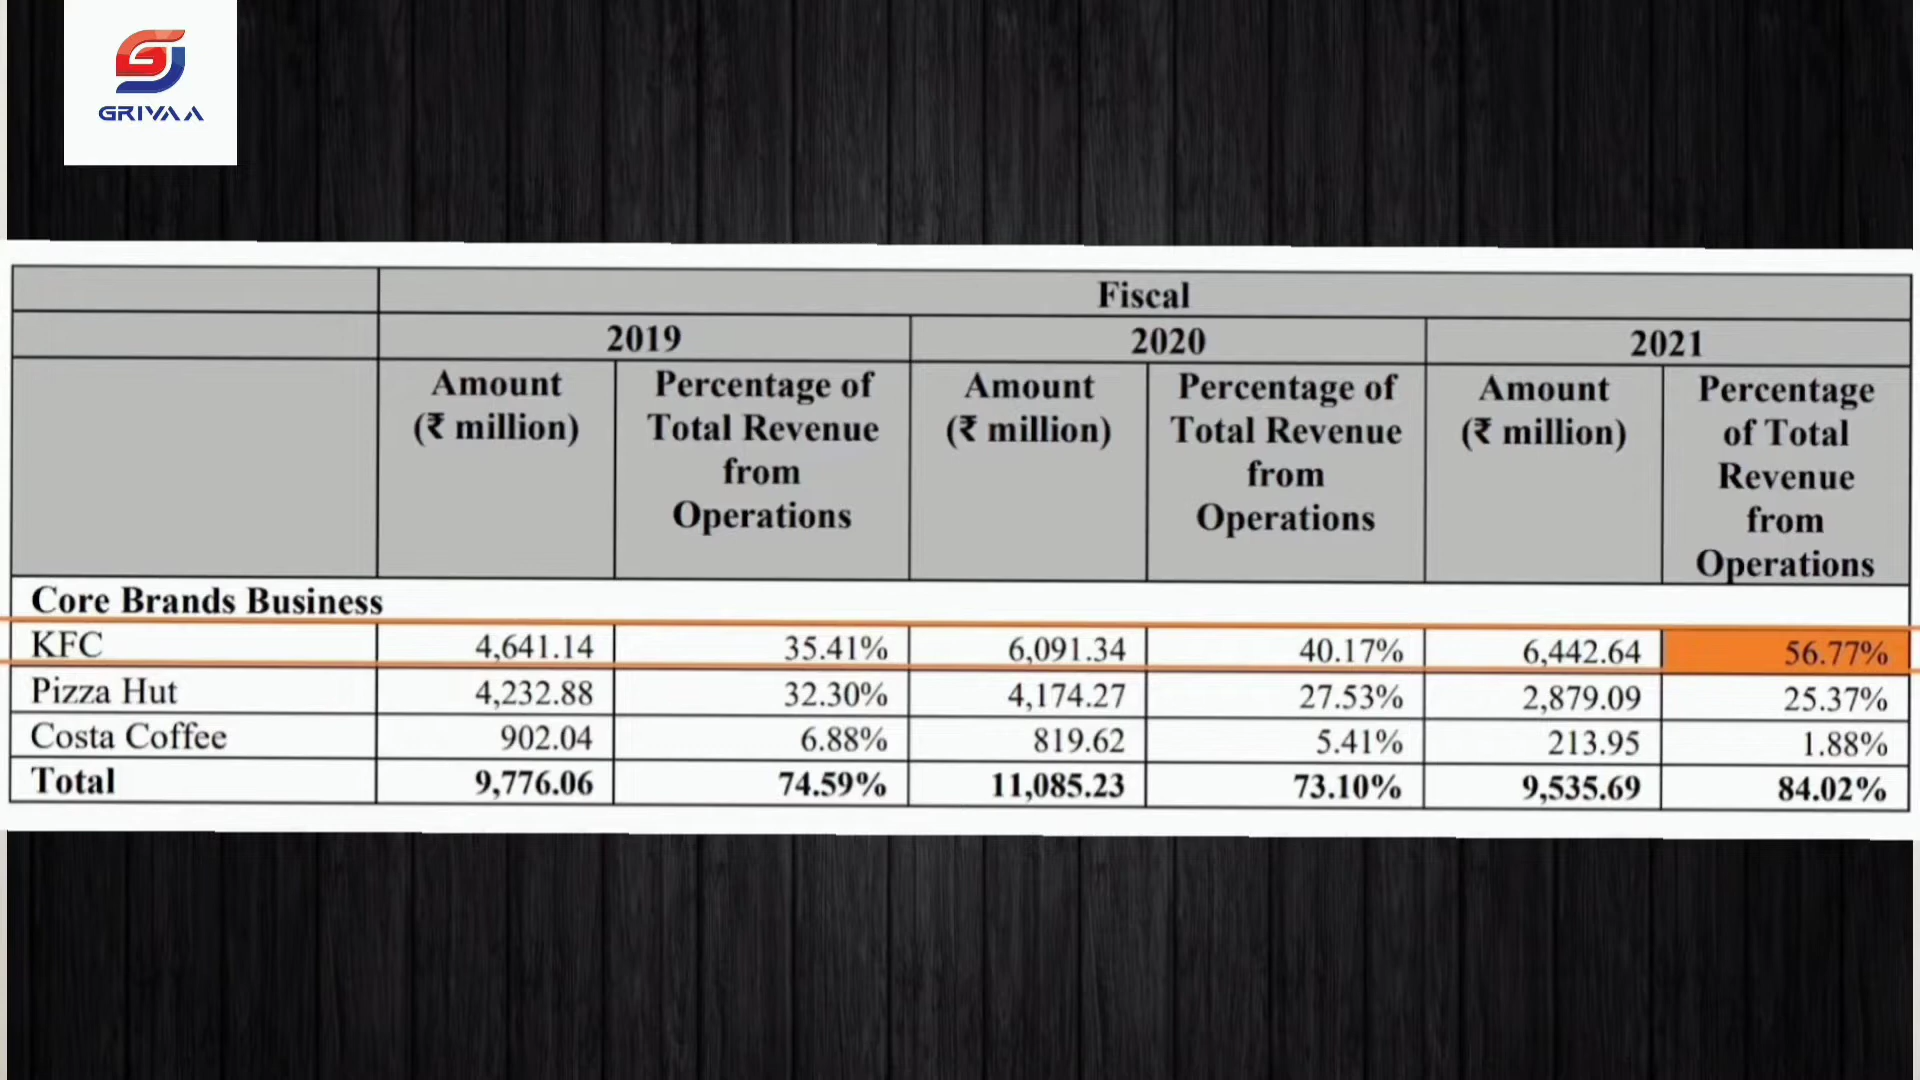 GRIVAA
Fiscal
2019 2020 2021
Amount (₹ million) Percentage of Total Revenue from Operations Amount (₹ million) Percentage of Total Revenue from Operations Amount (₹ million) Percentage of Total Revenue from Operations
Core Brands Business
KFC 4,641.14 35.41% 6,091.34 40.17% 6,442.64 56.77%
Pizza Hut 4,232.88 32.30% 4,174.27 27.53% 2,879.09 25.37%
Costa Coffee 902.04 6.88% 819.62 5.41% 213.95 1.88%
Total 9,776.06 74.59% 11,085.23 73.10% 9,535.69 84.02%